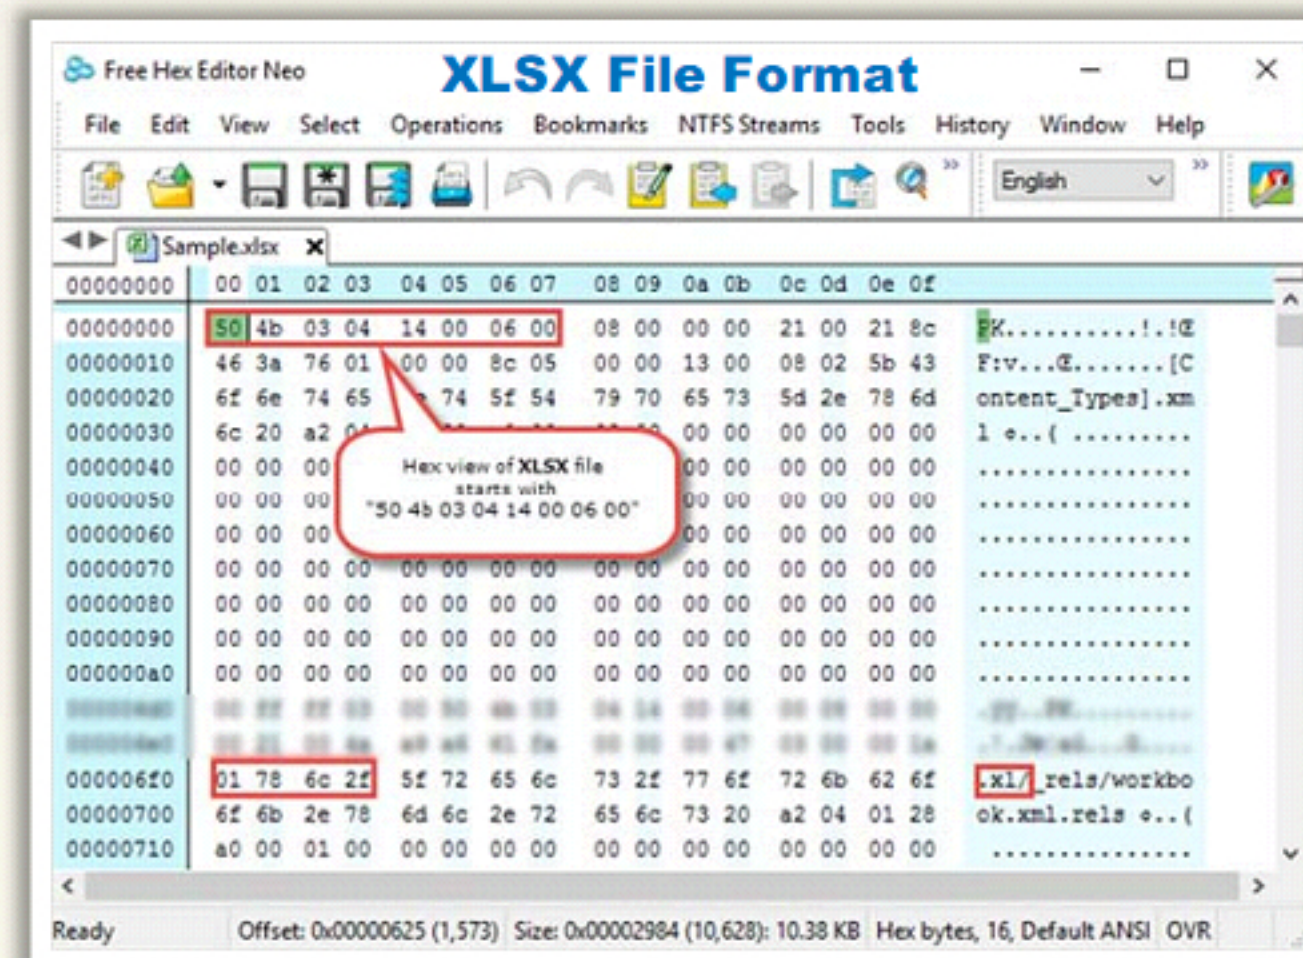 Free Hex Editor Neo
XLSX File Format
File Edit View Select Operations Bookmarks NTFS Streams Tools History Window Help
English
Sample.xlsx
00000000 00 01 02 03 04 05 06 07 08 09 0a 0b 0c 0d 0e 0f
00000000 50 4b 03 04 14 00 06 00 08 00 00 00 21 00 21 8c PK..........!.!Œ
00000010 46 3a 76 01 00 00 8c 05 00 00 13 00 08 02 5b 43 F:v...Œ.......[C
00000020 6f 6e 74 65 74 5f 54 79 70 65 73 5d 2e 78 6d ontent_Types].xm
00000030 6c 20 a2 00 00 00 00 00 00 l ¢..( .........
00000040 00 00 00 00 00 00 00 00 00 ................
00000050 00 00 00 00 00 00 00 00 00 ................
00000060 00 00 00 00 00 00 00 00 00 ................
Hex view of XLSX file
starts with
"50 4b 03 04 14 00 06 00"
00000070 00 00 00 00 00 00 00 00 00 00 00 00 00 00 00 00 ................
00000080 00 00 00 00 00 00 00 00 00 00 00 00 00 00 00 00 ................
00000090 00 00 00 00 00 00 00 00 00 00 00 00 00 00 00 00 ................
000000a0 00 00 00 00 00 00 00 00 00 00 00 00 00 00 00 00 ................
000006f0 01 78 6c 2f 5f 72 65 6c 73 2f 77 6f 72 6b 62 6f .xl/_rels/workbo
00000700 6f 6b 2e 78 6d 6c 2e 72 65 6c 73 20 a2 04 01 28 ok.xml.rels ¢..(
00000710 a0 00 01 00 00 00 00 00 00 00 00 00 00 00 00 00 ...............
Ready Offset: 0x00000625 (1,573) Size: 0x00002984 (10,628): 10.38 KB Hex bytes, 16, Default ANSI OVR